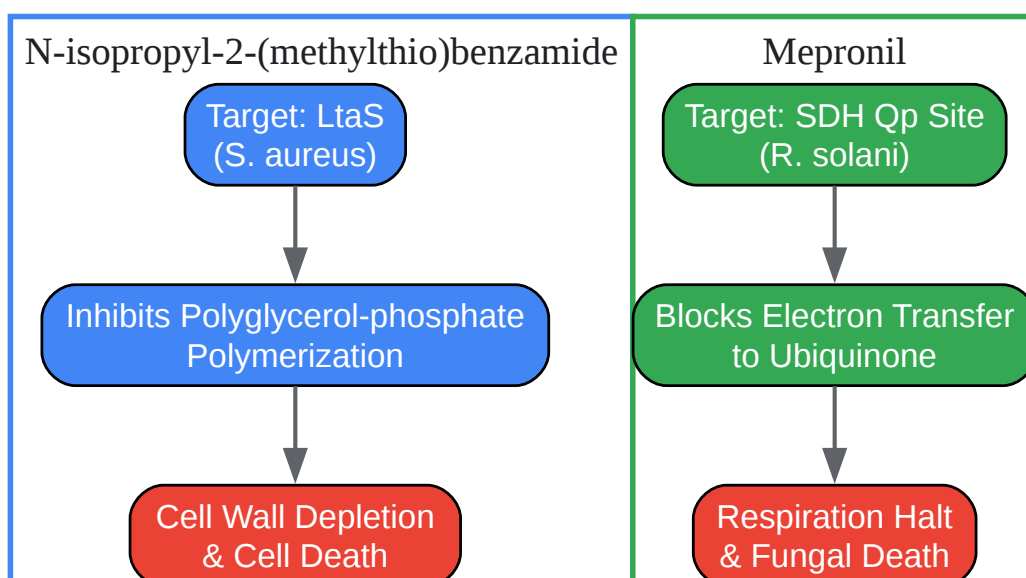 N-isopropyl-2-(methylthio)benzamide
Target: LtaS
(S. aureus)
Inhibits Polyglycerol-phosphate
Polymerization
Cell Wall Depletion
& Cell Death
Mepronil
Target: SDH Qp Site
(R. solani)
Blocks Electron Transfer
to Ubiquinone
Respiration Halt
& Fungal Death